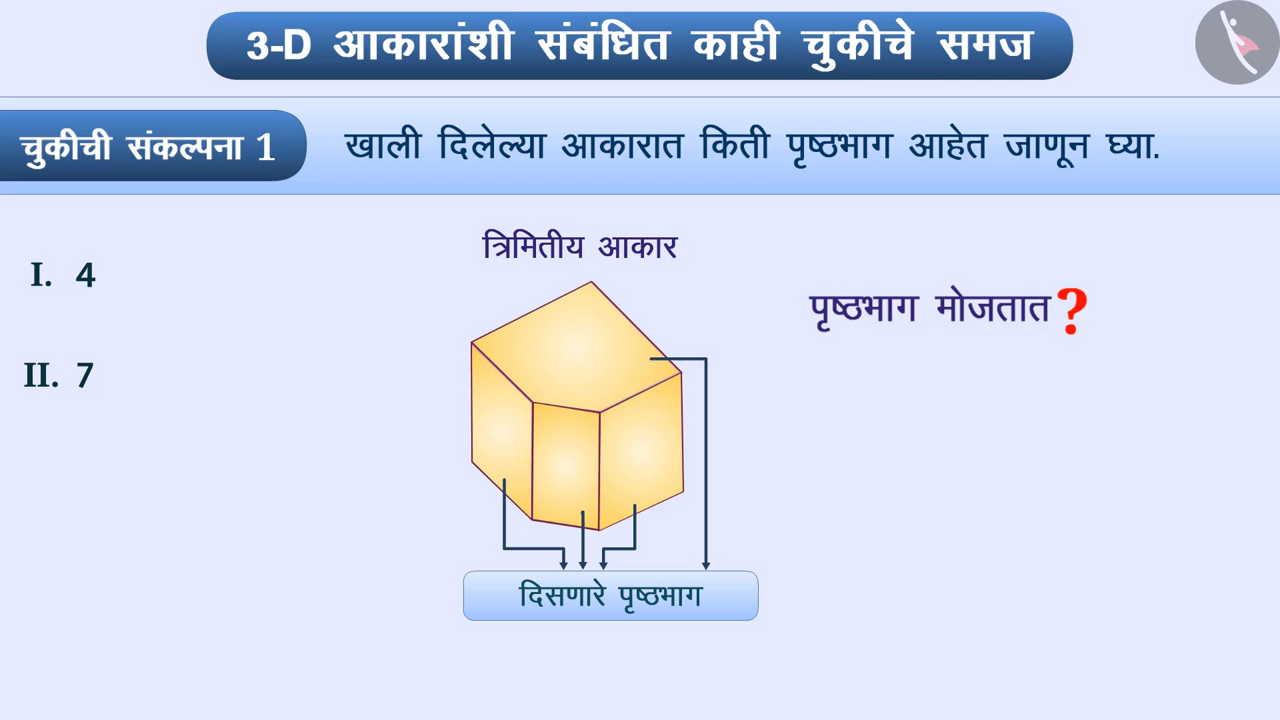 3-D आकारांशी संबंधित काही चुकीचे समज
चुकीची संकल्पना 1
खाली दिलेल्या आकारात किती पृष्ठभाग आहेत जाणून घ्या.
I. 4
II. 7
त्रिमितीय आकार
पृष्ठभाग मोजतात?
दिसणारे पृष्ठभाग